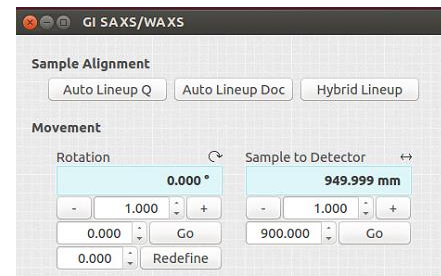 GI SAXS/WAXS
Sample Alignment
Auto Lineup Q Auto Lineup Doc Hybrid Lineup
Movement
Rotation Sample to Detector
0.000 ° 949.999 mm
- 1.000 + - 1.000 +
0.000 Go 900.000 Go
0.000 Redefine